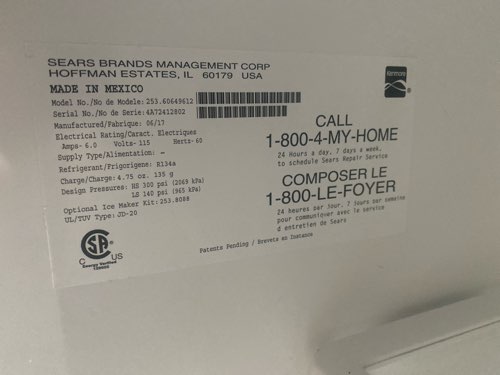 SEARS BRANDS MANAGEMENT CORP
HOFFMAN ESTATES, IL 60179 USA
MADE IN MEXICO
Model No./No de Modele: 253.60649612
Serial No./No de Serie: 4A72412802
Manufactured/Fabrique: 06/17
Electrical Rating/Caract. Electriques
Amps- 6.0 Volts- 115 Hertz- 60
Supply Type/Alimentation: —
Refrigerant/Frigorigene: R134a
Charge/Charge: 4.75 oz. 135 g
Design Pressures: HS 300 psi (2069 kPa)
LS 140 psi (965 kPa)
Optional Ice Maker Kit: 253.8088
UL/TUV Type: JD-20
Kenmore
CALL
1-800-4-MY-HOME
24 Hours a day, 7 days a week,
to schedule Sears Repair Service
COMPOSER LE
1-800-LE-FOYER
24 heures par jour, 7 jours par semaine
pour communiquer avec le service
d entretien de Sears
CSA
C US
Energy Verified
Patents Pending / Brevets en Instance